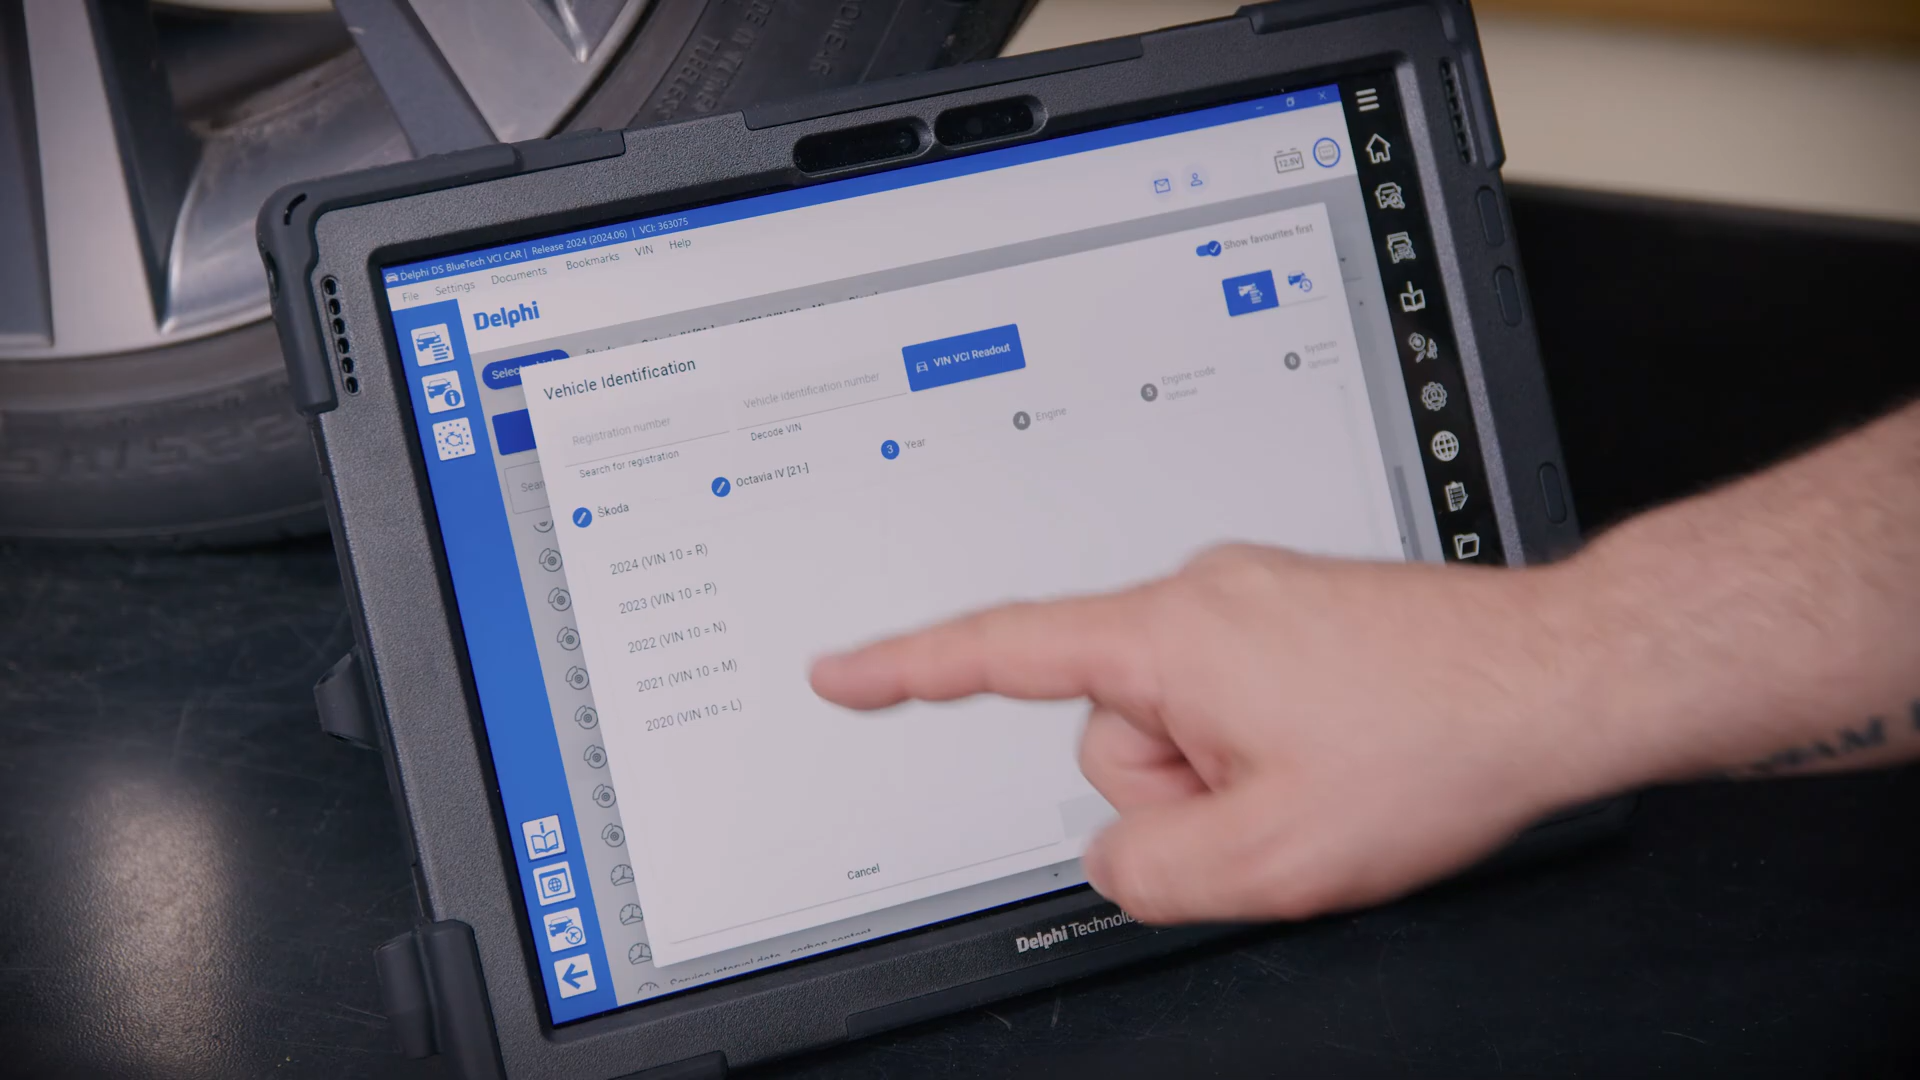 Delphi DS BlueTech VCI CAR | Release 2024 (2024.06) | VCI: 363075
File Settings Documents Bookmarks VIN Help
12.5V
Delphi
Show favourites first
Vehicle Identification
Registration number
Vehicle identification number
VIN VCI Readout
Search for registration
Decode VIN
Škoda
Octavia IV [21-]
3 Year
4 Engine
5 Engine code
Optional
6 System
Optional
2024 (VIN 10 = R)
2023 (VIN 10 = P)
2022 (VIN 10 = N)
2021 (VIN 10 = M)
2020 (VIN 10 = L)
Cancel
Delphi